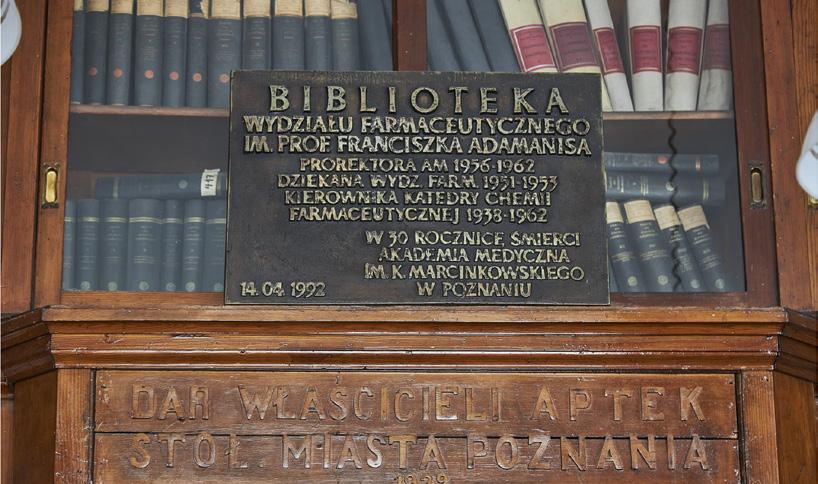 417
BIBLIOTEKA
WYDZIAŁU FARMACEUTYCZNEGO
IM. PROF. FRANCISZKA ADAMANISA
PROREKTORA AM 1956-1962
DZIEKANA WYDZ. FARM. 1951-1953
KIEROWNIKA KATEDRY CHEMII
FARMACEUTYCZNEJ 1938-1962
W 30 ROCZNICĘ ŚMIERCI
AKADEMIA MEDYCZNA
IM. K. MARCINKOWSKIEGO
14.04.1992 W POZNANIU
DAR WŁAŚCICIELI APTEK
STOŁ. MIASTA POZNANIA